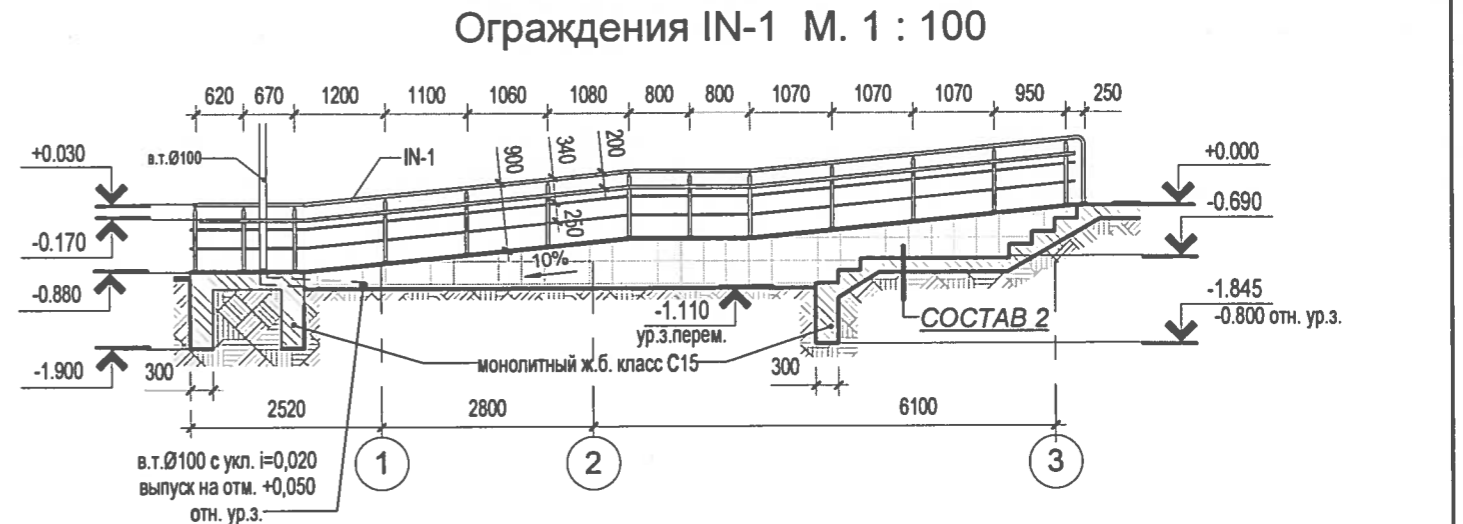 Ограждения IN-1 М. 1 : 100
620 670 1200 1100 1060 1080 800 800 1070 1070 1070 950 250
+0.030
в.т.Ø100
IN-1
900
340
200
250
+0.000
-0.170
-0.690
10%
-0.880
-1.110
ур.з.перем.
СОСТАВ 2
-1.845
-0.800 отн. ур.з.
-1.900
монолитный ж.б. класс С15
300
300
2520 2800 6100
1 2 3
в.т.Ø100 с укл. i=0,020
выпуск на отм. +0,050
отн. ур.з.